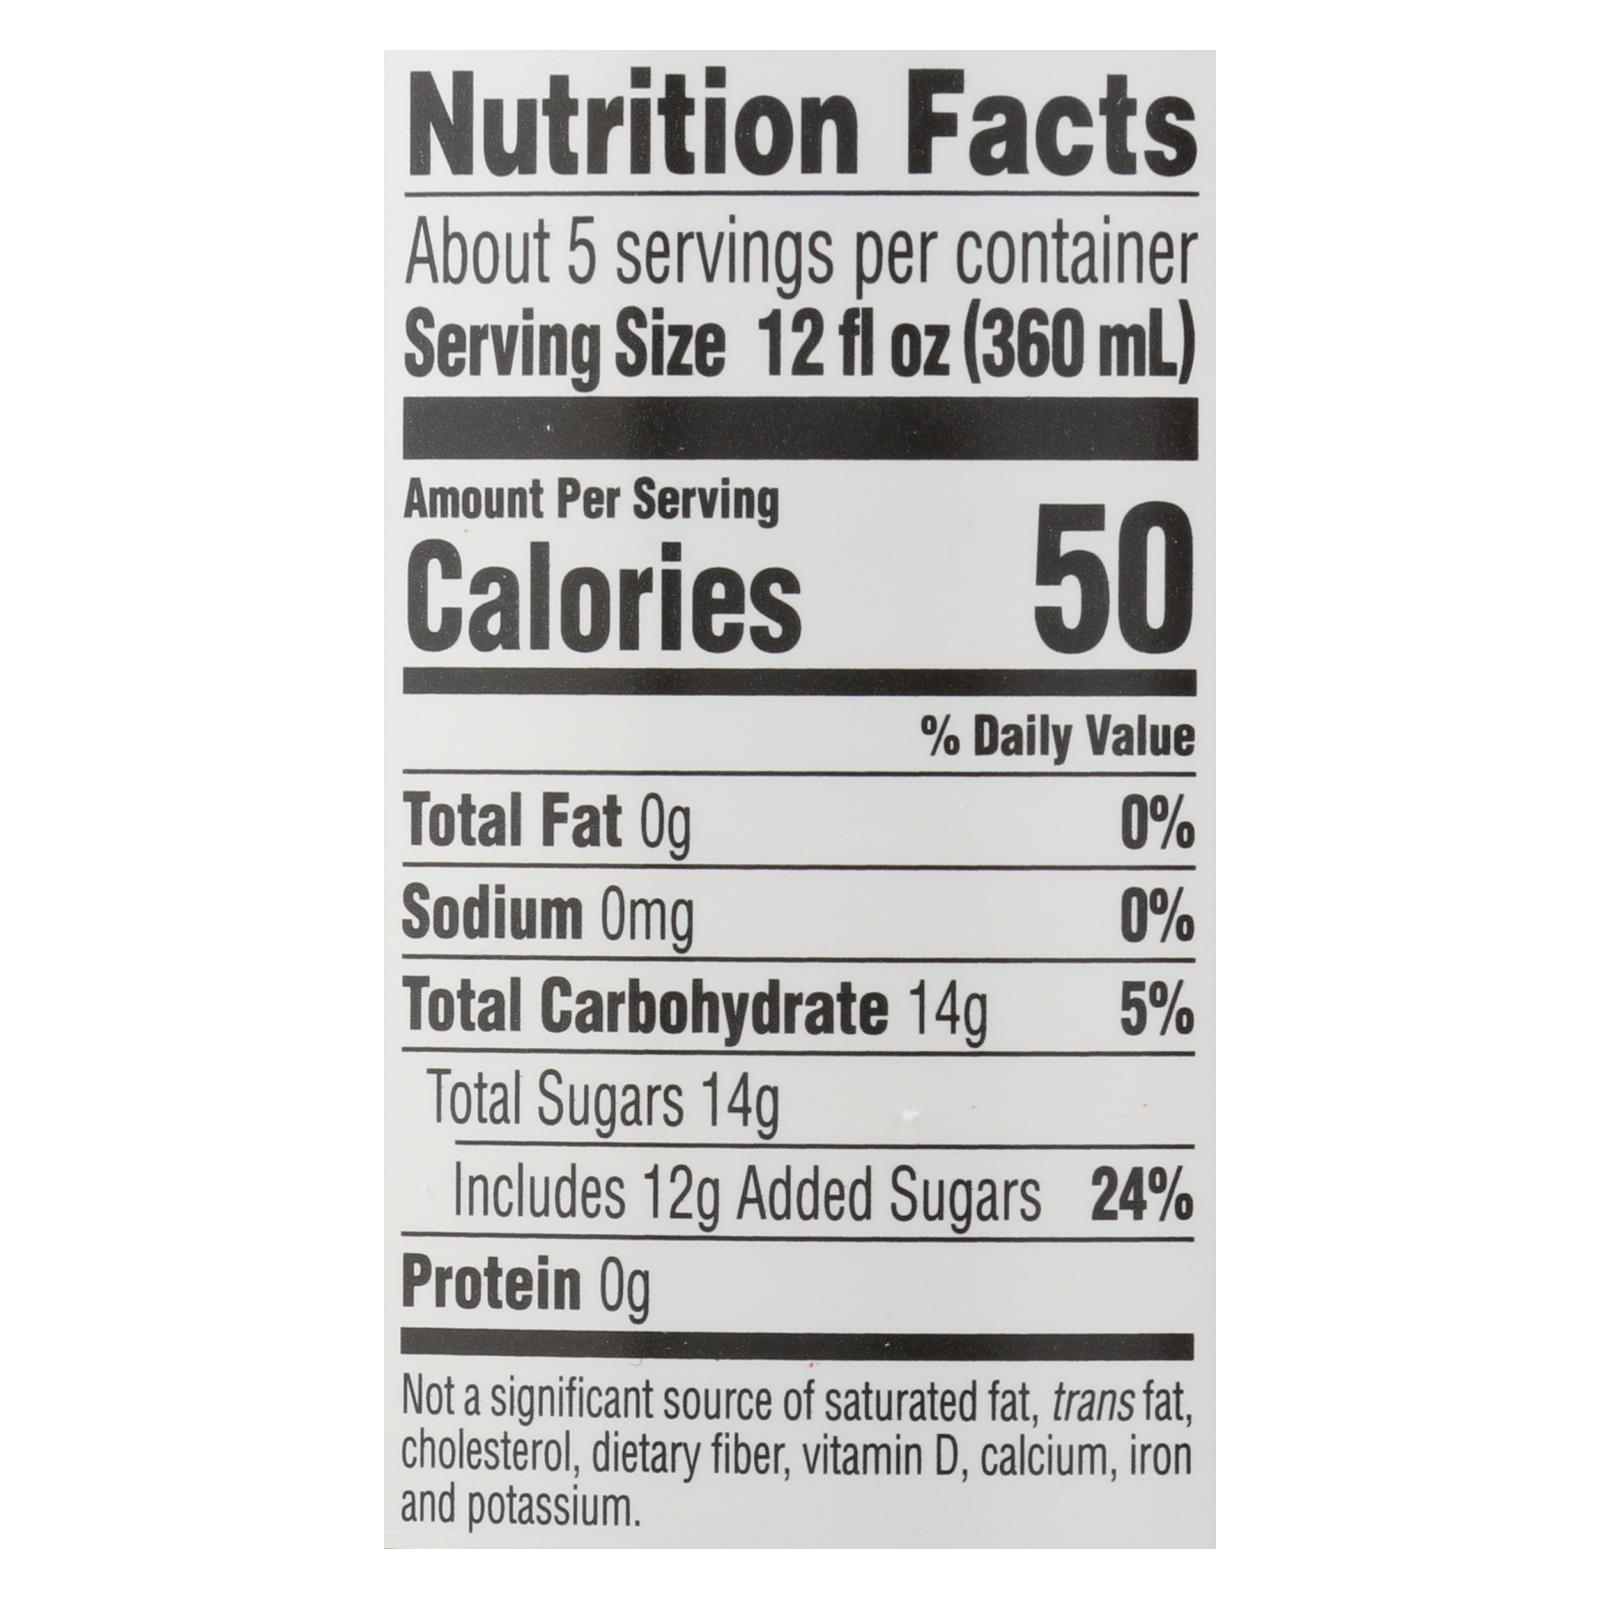 Nutrition Facts
About 5 servings per container
Serving Size 12 fl oz (360 mL)
Amount Per Serving
Calories 50
% Daily Value
Total Fat 0g 0%
Sodium 0mg 0%
Total Carbohydrate 14g 5%
Total Sugars 14g
Includes 12g Added Sugars 24%
Protein 0g
Not a significant source of saturated fat, trans fat,
cholesterol, dietary fiber, vitamin D, calcium, iron
and potassium.